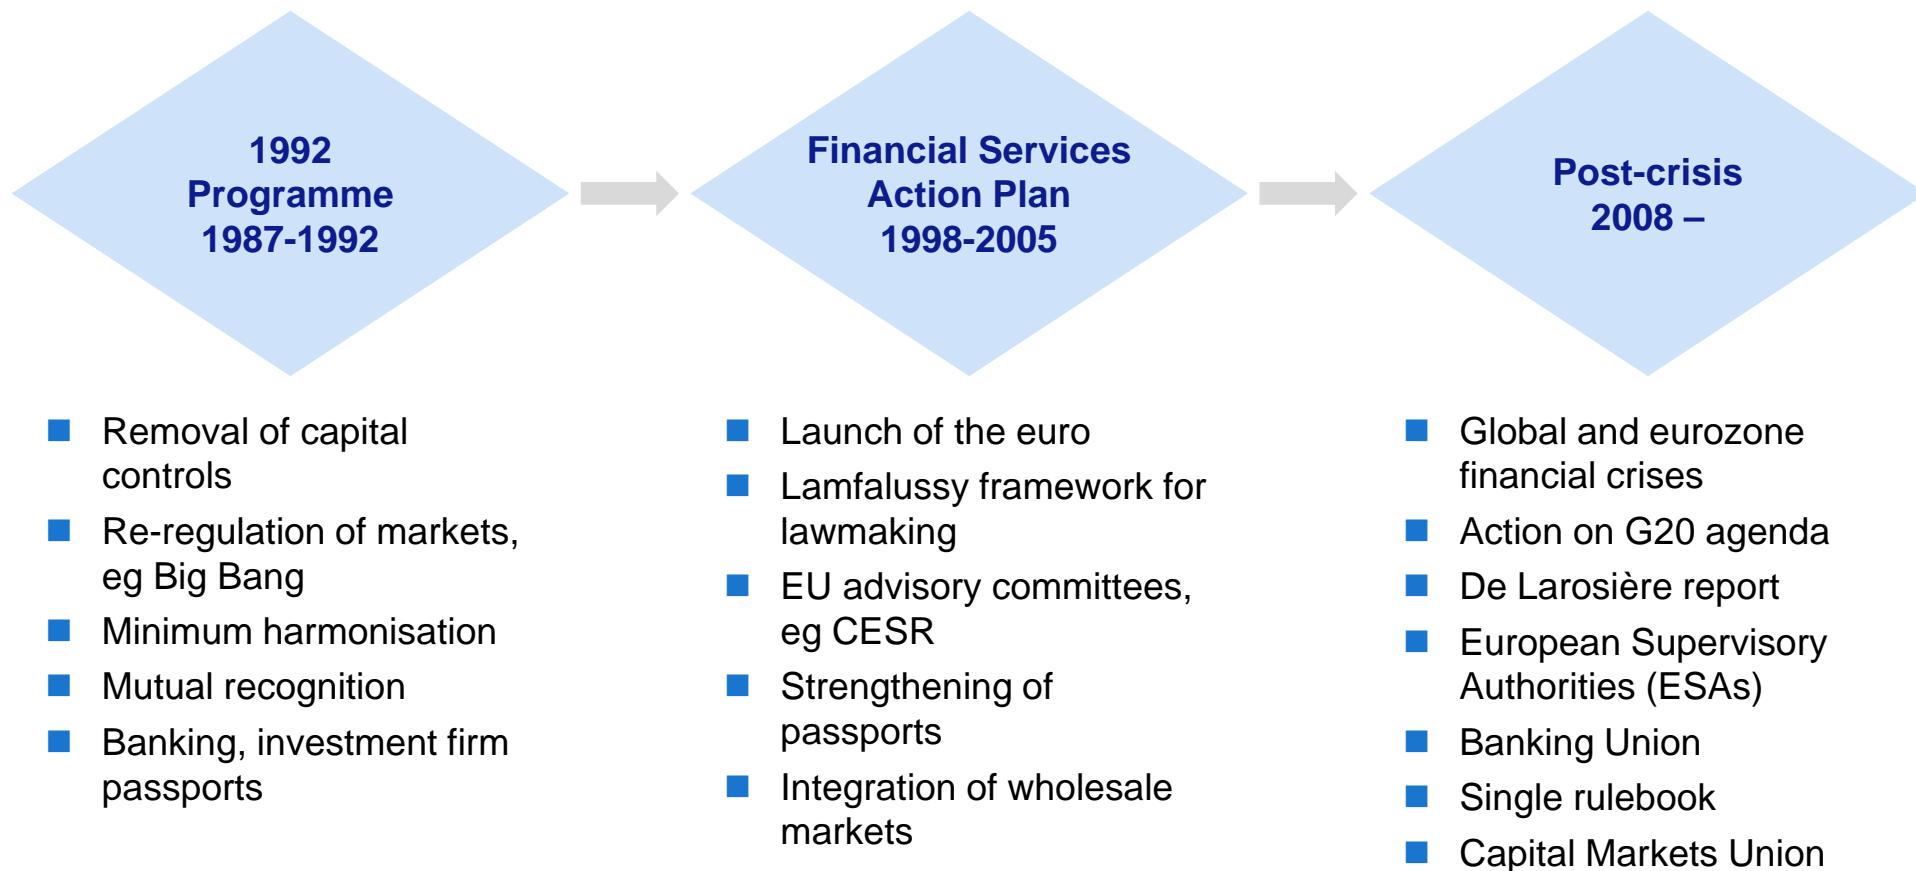 1992
Programme
1987-1992
Financial Services
Action Plan
1998-2005
Post-crisis
2008 –
Removal of capital
controls
Re-regulation of markets,
eg Big Bang
Minimum harmonisation
Mutual recognition
Banking, investment firm
passports
Launch of the euro
Lamfalussy framework for
lawmaking
EU advisory committees,
eg CESR
Strengthening of
passports
Integration of wholesale
markets
Global and eurozone
financial crises
Action on G20 agenda
De Larosière report
European Supervisory
Authorities (ESAs)
Banking Union
Single rulebook
Capital Markets Union